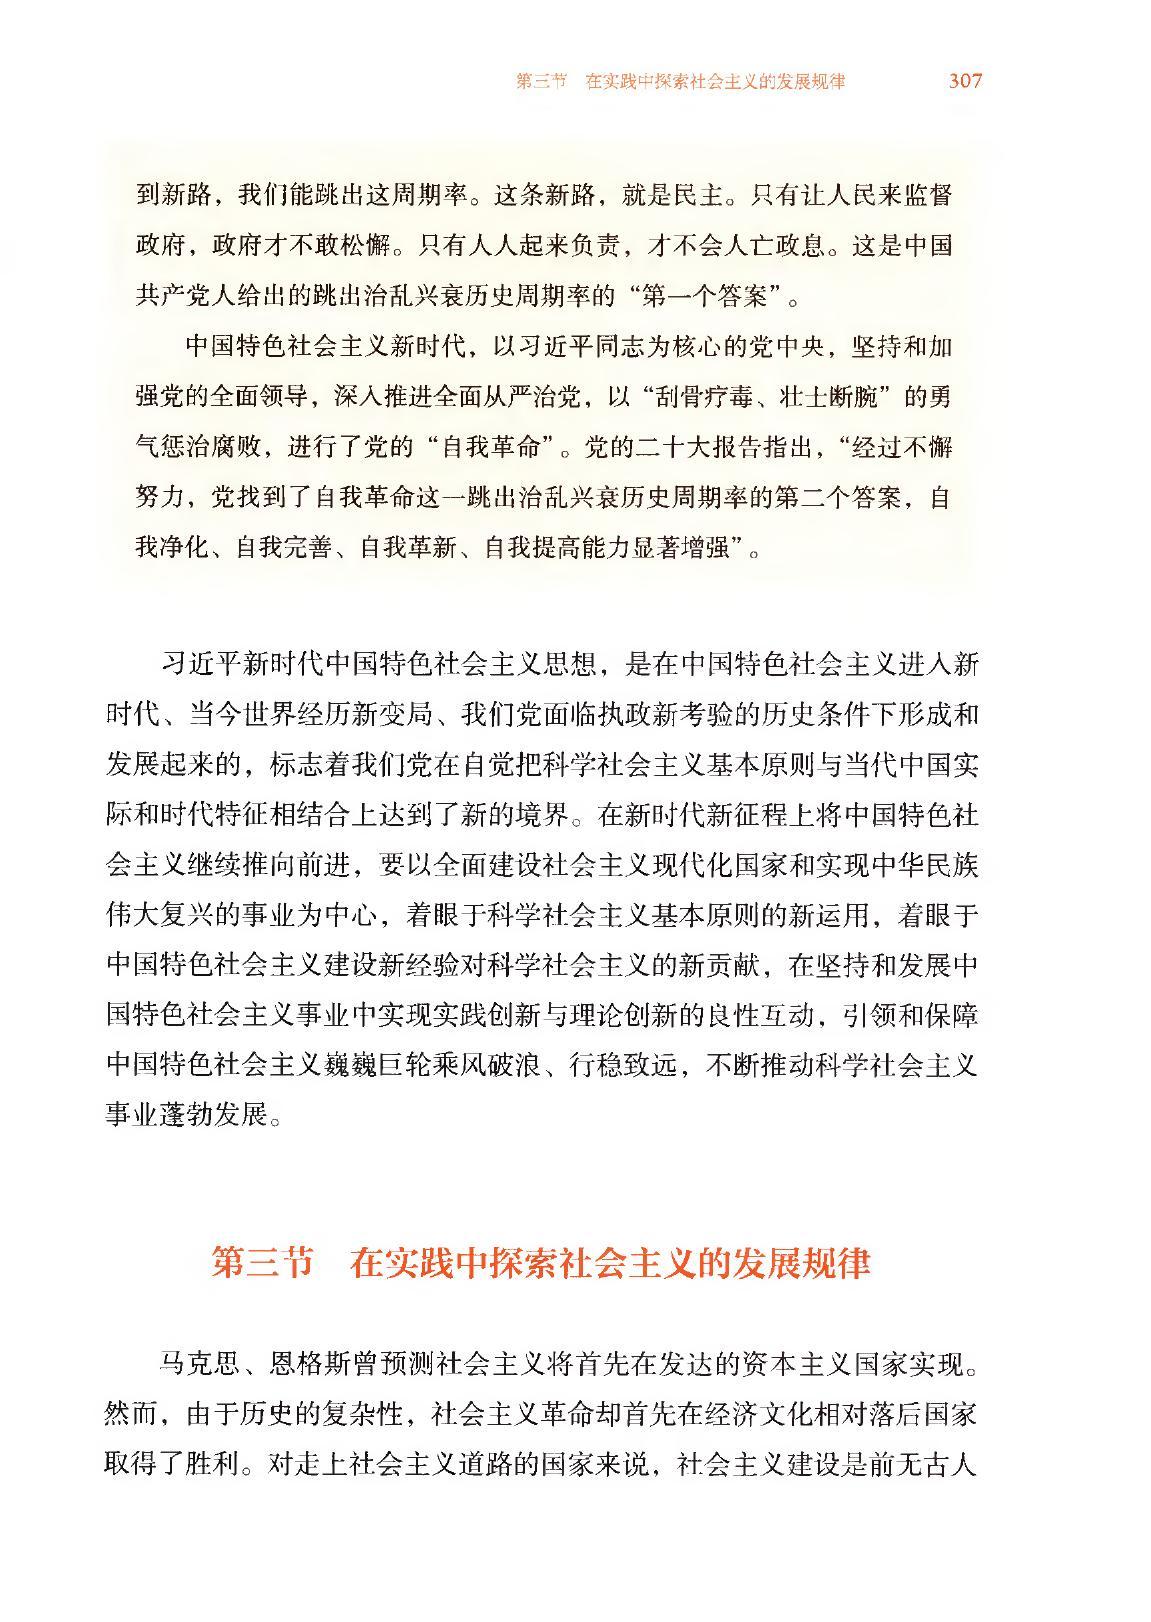 第三节　在实践中探索社会主义的发展规律　307
到新路，我们能跳出这周期率。这条新路，就是民主。只有让人民来监督
政府，政府才不敢松懈。只有人人起来负责，才不会人亡政息。这是中国
共产党人给出的跳出治乱兴衰历史周期率的“第一个答案”。
中国特色社会主义新时代，以习近平同志为核心的党中央，坚持和加
强党的全面领导，深入推进全面从严治党，以“刮骨疗毒、壮士断腕”的勇
气惩治腐败，进行了党的“自我革命”。党的二十大报告指出，“经过不懈
努力，党找到了自我革命这一跳出治乱兴衰历史周期率的第二个答案，自
我净化、自我完善、自我革新、自我提高能力显著增强”。
习近平新时代中国特色社会主义思想，是在中国特色社会主义进入新
时代、当今世界经历新变局、我们党面临执政新考验的历史条件下形成和
发展起来的，标志着我们党在自觉把科学社会主义基本原则与当代中国实
际和时代特征相结合上达到了新的境界。在新时代新征程上将中国特色社
会主义继续推向前进，要以全面建设社会主义现代化国家和实现中华民族
伟大复兴的事业为中心，着眼于科学社会主义基本原则的新运用，着眼于
中国特色社会主义建设新经验对科学社会主义的新贡献，在坚持和发展中
国特色社会主义事业中实现实践创新与理论创新的良性互动，引领和保障
中国特色社会主义巍巍巨轮乘风破浪、行稳致远，不断推动科学社会主义
事业蓬勃发展。
第三节　在实践中探索社会主义的发展规律
马克思、恩格斯曾预测社会主义将首先在发达的资本主义国家实现。
然而，由于历史的复杂性，社会主义革命却首先在经济文化相对落后国家
取得了胜利。对走上社会主义道路的国家来说，社会主义建设是前无古人